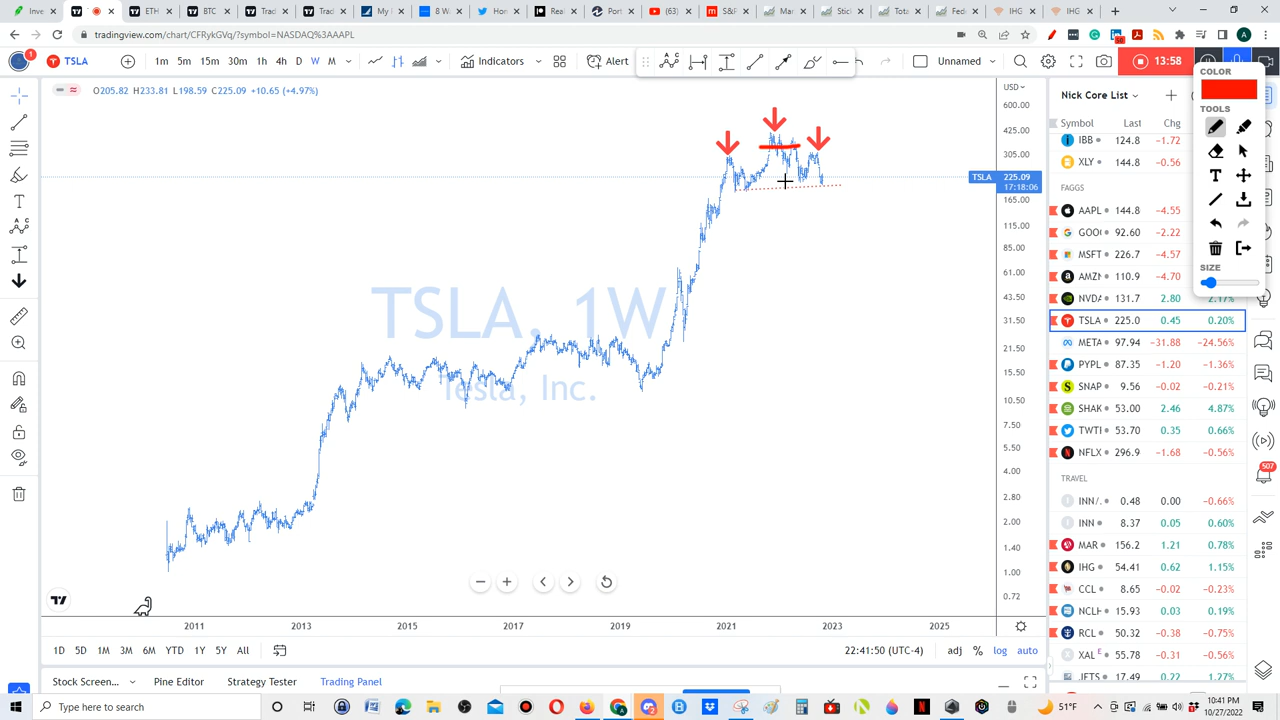 tradingview.com/chart/CFRykGVq/?symbol=NASDAQ%3AAAPL
TSLA
1m 5m 15m 30m 1h 4h D W M
Indicators
Alert
Unnamed
13:58
O205.82 H233.81 L198.59 C225.09 +10.65 (+4.97%)
USD
600.00
425.00
305.00
TSLA 225.09
17:18:06
165.00
115.00
85.00
61.00
43.50
31.50
21.50
15.50
10.50
7.50
5.50
4.00
2.80
2.00
1.40
1.00
0.72
TSLA, 1W
Tesla, Inc.
2011 2013 2015 2017 2019 2021 2023 2025
1D 5D 1M 3M 6M YTD 1Y 5Y All
22:41:50 (UTC-4) adj % log auto
Stock Screen... Pine Editor Strategy Tester Trading Panel
Nick Core List
Symbol Last Chg
IBB 124.8 −1.72
XLY 144.8 −0.56
FAGGS
AAPL 144.8 −4.55
GOO 92.60 −2.22
MSFT 226.7 −4.57
AMZN 110.9 −4.70
NVDA 131.7 2.80 2.17%
TSLA 225.0 0.45 0.20%
META 97.94 −31.88 −24.56%
PYPL 87.35 −1.20 −1.36%
SNAP 9.56 −0.02 −0.21%
SHAK 53.00 2.46 4.87%
TWTI 53.70 0.35 0.66%
NFLX 296.9 −1.68 −0.56%
TRAVEL
INN/ 0.48 0.00 −0.66%
INN 8.37 0.05 0.60%
MAR 156.2 1.21 0.78%
IHG 54.41 0.62 1.15%
CCL 8.65 −0.02 −0.23%
NCLH 15.93 0.03 0.19%
RCL 50.32 −0.38 −0.75%
XAL E 55.78 −0.31 −0.56%
JETS 17.49 0.22 1.27%
507
COLOR
TOOLS
SIZE
Type here to search
51°F
10:41 PM
10/27/2022